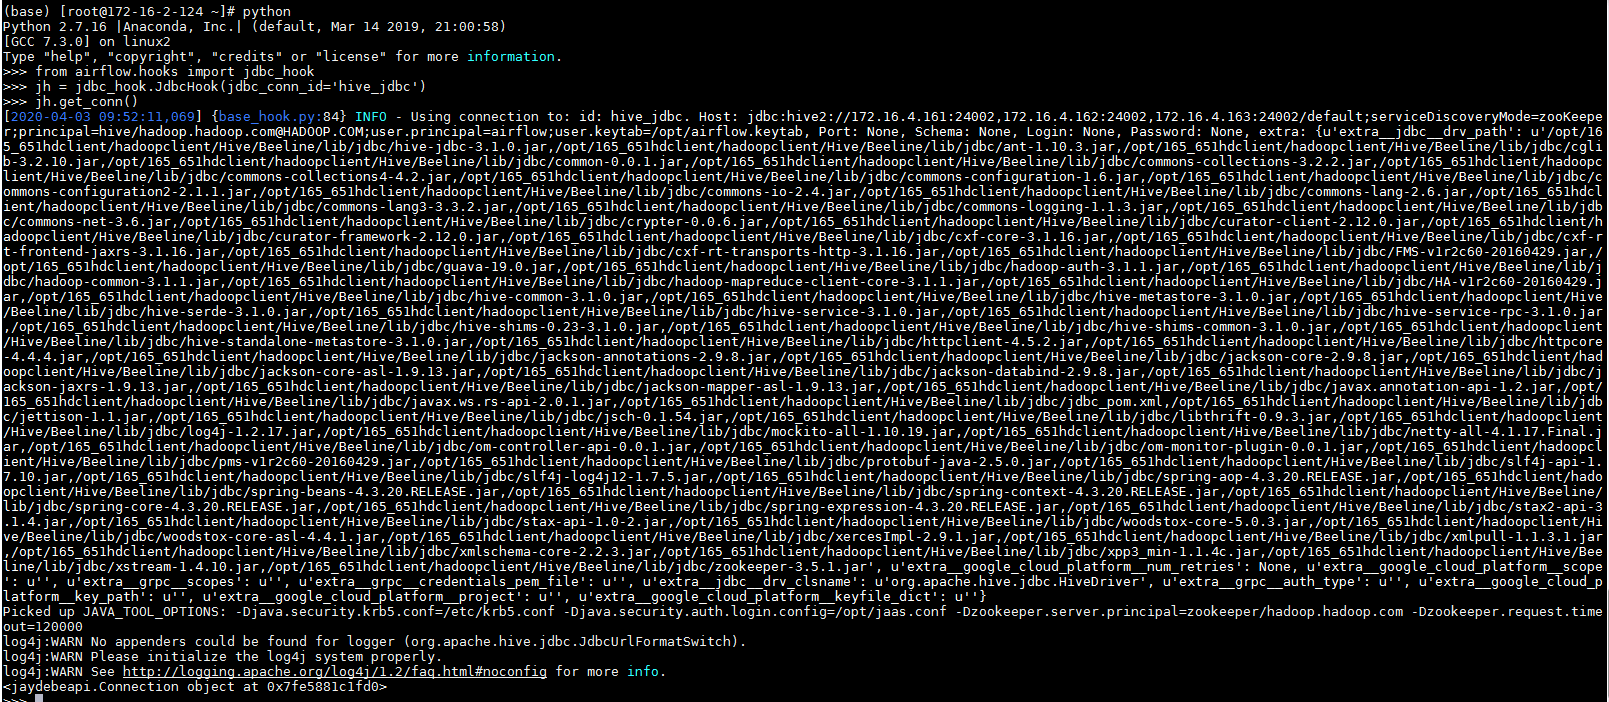 (base) [root@172-16-2-124 ~]# python
Python 2.7.16 |Anaconda, Inc.| (default, Mar 14 2019, 21:00:58)
[GCC 7.3.0] on linux2
Type "help", "copyright", "credits" or "license" for more information.
>>> from airflow.hooks import jdbc_hook
>>> jh = jdbc_hook.JdbcHook(jdbc_conn_id='hive_jdbc')
>>> jh.get_conn()
[2020-04-03 09:52:11,069] {base_hook.py:84} INFO - Using connection to: id: hive_jdbc. Host: jdbc:hive2://172.16.4.161:24002,172.16.4.162:24002,172.16.4.163:24002/default;serviceDiscoveryMode=zooKeepe
r;principal=hive/hadoop.hadoop.com@HADOOP.COM;user.principal=airflow;user.keytab=/opt/airflow.keytab, Port: None, Schema: None, Login: None, Password: None, extra: {u'extra__jdbc__drv_path': u'/opt/16
5_651hdclient/hadoopclient/Hive/Beeline/lib/jdbc/hive-jdbc-3.1.0.jar,/opt/165_651hdclient/hadoopclient/Hive/Beeline/lib/jdbc/ant-1.10.3.jar,/opt/165_651hdclient/hadoopclient/Hive/Beeline/lib/jdbc/cgli
b-3.2.10.jar,/opt/165_651hdclient/hadoopclient/Hive/Beeline/lib/jdbc/common-0.0.1.jar,/opt/165_651hdclient/hadoopclient/Hive/Beeline/lib/jdbc/commons-collections-3.2.2.jar,/opt/165_651hdclient/hadoopc
lient/Hive/Beeline/lib/jdbc/commons-collections4-4.2.jar,/opt/165_651hdclient/hadoopclient/Hive/Beeline/lib/jdbc/commons-configuration-1.6.jar,/opt/165_651hdclient/hadoopclient/Hive/Beeline/lib/jdbc/c
ommons-configuration2-2.1.1.jar,/opt/165_651hdclient/hadoopclient/Hive/Beeline/lib/jdbc/commons-io-2.4.jar,/opt/165_651hdclient/hadoopclient/Hive/Beeline/lib/jdbc/commons-lang-2.6.jar,/opt/165_651hdcl
ient/hadoopclient/Hive/Beeline/lib/jdbc/commons-lang3-3.3.2.jar,/opt/165_651hdclient/hadoopclient/Hive/Beeline/lib/jdbc/commons-logging-1.1.3.jar,/opt/165_651hdclient/hadoopclient/Hive/Beeline/lib/jdb
c/commons-net-3.6.jar,/opt/165_651hdclient/hadoopclient/Hive/Beeline/lib/jdbc/crypter-0.0.6.jar,/opt/165_651hdclient/hadoopclient/Hive/Beeline/lib/jdbc/curator-client-2.12.0.jar,/opt/165_651hdclient/h
adoopclient/Hive/Beeline/lib/jdbc/curator-framework-2.12.0.jar,/opt/165_651hdclient/hadoopclient/Hive/Beeline/lib/jdbc/cxf-core-3.1.16.jar,/opt/165_651hdclient/hadoopclient/Hive/Beeline/lib/jdbc/cxf-r
t-frontend-jaxrs-3.1.16.jar,/opt/165_651hdclient/hadoopclient/Hive/Beeline/lib/jdbc/cxf-rt-transports-http-3.1.16.jar,/opt/165_651hdclient/hadoopclient/Hive/Beeline/lib/jdbc/FMS-v1r2c60-20160429.jar,/
opt/165_651hdclient/hadoopclient/Hive/Beeline/lib/jdbc/guava-19.0.jar,/opt/165_651hdclient/hadoopclient/Hive/Beeline/lib/jdbc/hadoop-auth-3.1.1.jar,/opt/165_651hdclient/hadoopclient/Hive/Beeline/lib/j
dbc/hadoop-common-3.1.1.jar,/opt/165_651hdclient/hadoopclient/Hive/Beeline/lib/jdbc/hadoop-mapreduce-client-core-3.1.1.jar,/opt/165_651hdclient/hadoopclient/Hive/Beeline/lib/jdbc/HA-v1r2c60-20160429.j
ar,/opt/165_651hdclient/hadoopclient/Hive/Beeline/lib/jdbc/hive-common-3.1.0.jar,/opt/165_651hdclient/hadoopclient/Hive/Beeline/lib/jdbc/hive-metastore-3.1.0.jar,/opt/165_651hdclient/hadoopclient/Hive
/Beeline/lib/jdbc/hive-serde-3.1.0.jar,/opt/165_651hdclient/hadoopclient/Hive/Beeline/lib/jdbc/hive-service-3.1.0.jar,/opt/165_651hdclient/hadoopclient/Hive/Beeline/lib/jdbc/hive-service-rpc-3.1.0.jar
,/opt/165_651hdclient/hadoopclient/Hive/Beeline/lib/jdbc/hive-shims-0.23-3.1.0.jar,/opt/165_651hdclient/hadoopclient/Hive/Beeline/lib/jdbc/hive-shims-common-3.1.0.jar,/opt/165_651hdclient/hadoopclient
/Hive/Beeline/lib/jdbc/hive-standalone-metastore-3.1.0.jar,/opt/165_651hdclient/hadoopclient/Hive/Beeline/lib/jdbc/httpclient-4.5.2.jar,/opt/165_651hdclient/hadoopclient/Hive/Beeline/lib/jdbc/httpcore
-4.4.4.jar,/opt/165_651hdclient/hadoopclient/Hive/Beeline/lib/jdbc/jackson-annotations-2.9.8.jar,/opt/165_651hdclient/hadoopclient/Hive/Beeline/lib/jdbc/jackson-core-2.9.8.jar,/opt/165_651hdclient/had
oopclient/Hive/Beeline/lib/jdbc/jackson-core-asl-1.9.13.jar,/opt/165_651hdclient/hadoopclient/Hive/Beeline/lib/jdbc/jackson-databind-2.9.8.jar,/opt/165_651hdclient/hadoopclient/Hive/Beeline/lib/jdbc/j
ackson-jaxrs-1.9.13.jar,/opt/165_651hdclient/hadoopclient/Hive/Beeline/lib/jdbc/jackson-mapper-asl-1.9.13.jar,/opt/165_651hdclient/hadoopclient/Hive/Beeline/lib/jdbc/javax.annotation-api-1.2.jar,/opt/
165_651hdclient/hadoopclient/Hive/Beeline/lib/jdbc/javax.ws.rs-api-2.0.1.jar,/opt/165_651hdclient/hadoopclient/Hive/Beeline/lib/jdbc/jdbc_pom.xml,/opt/165_651hdclient/hadoopclient/Hive/Beeline/lib/jdb
c/jettison-1.1.jar,/opt/165_651hdclient/hadoopclient/Hive/Beeline/lib/jdbc/jsch-0.1.54.jar,/opt/165_651hdclient/hadoopclient/Hive/Beeline/lib/jdbc/libthrift-0.9.3.jar,/opt/165_651hdclient/hadoopclient
/Hive/Beeline/lib/jdbc/log4j-1.2.17.jar,/opt/165_651hdclient/hadoopclient/Hive/Beeline/lib/jdbc/mockito-all-1.10.19.jar,/opt/165_651hdclient/hadoopclient/Hive/Beeline/lib/jdbc/netty-all-4.1.17.Final.j
ar,/opt/165_651hdclient/hadoopclient/Hive/Beeline/lib/jdbc/om-controller-api-0.0.1.jar,/opt/165_651hdclient/hadoopclient/Hive/Beeline/lib/jdbc/om-monitor-plugin-0.0.1.jar,/opt/165_651hdclient/hadoopcl
ient/Hive/Beeline/lib/jdbc/pms-v1r2c60-20160429.jar,/opt/165_651hdclient/hadoopclient/Hive/Beeline/lib/jdbc/protobuf-java-2.5.0.jar,/opt/165_651hdclient/hadoopclient/Hive/Beeline/lib/jdbc/slf4j-api-1.
7.10.jar,/opt/165_651hdclient/hadoopclient/Hive/Beeline/lib/jdbc/slf4j-log4j12-1.7.5.jar,/opt/165_651hdclient/hadoopclient/Hive/Beeline/lib/jdbc/spring-aop-4.3.20.RELEASE.jar,/opt/165_651hdclient/hado
opclient/Hive/Beeline/lib/jdbc/spring-beans-4.3.20.RELEASE.jar,/opt/165_651hdclient/hadoopclient/Hive/Beeline/lib/jdbc/spring-context-4.3.20.RELEASE.jar,/opt/165_651hdclient/hadoopclient/Hive/Beeline/
lib/jdbc/spring-core-4.3.20.RELEASE.jar,/opt/165_651hdclient/hadoopclient/Hive/Beeline/lib/jdbc/spring-expression-4.3.20.RELEASE.jar,/opt/165_651hdclient/hadoopclient/Hive/Beeline/lib/jdbc/stax2-api-3
.1.4.jar,/opt/165_651hdclient/hadoopclient/Hive/Beeline/lib/jdbc/stax-api-1.0-2.jar,/opt/165_651hdclient/hadoopclient/Hive/Beeline/lib/jdbc/woodstox-core-5.0.3.jar,/opt/165_651hdclient/hadoopclient/Hi
ve/Beeline/lib/jdbc/woodstox-core-asl-4.4.1.jar,/opt/165_651hdclient/hadoopclient/Hive/Beeline/lib/jdbc/xercesImpl-2.9.1.jar,/opt/165_651hdclient/hadoopclient/Hive/Beeline/lib/jdbc/xmlpull-1.1.3.1.jar
,/opt/165_651hdclient/hadoopclient/Hive/Beeline/lib/jdbc/xmlschema-core-2.2.3.jar,/opt/165_651hdclient/hadoopclient/Hive/Beeline/lib/jdbc/xpp3_min-1.1.4c.jar,/opt/165_651hdclient/hadoopclient/Hive/Bee
line/lib/jdbc/xstream-1.4.10.jar,/opt/165_651hdclient/hadoopclient/Hive/Beeline/lib/jdbc/zookeeper-3.5.1.jar', u'extra__google_cloud_platform__num_retries': None, u'extra__google_cloud_platform__scope
': u'', u'extra__grpc__scopes': u'', u'extra__grpc__credentials_pem_file': u'', u'extra__jdbc__drv_clsname': u'org.apache.hive.jdbc.HiveDriver', u'extra__grpc__auth_type': u'', u'extra__google_cloud_p
latform__key_path': u'', u'extra__google_cloud_platform__project': u'', u'extra__google_cloud_platform__keyfile_dict': u''}
Picked up JAVA_TOOL_OPTIONS: -Djava.security.krb5.conf=/etc/krb5.conf -Djava.security.auth.login.config=/opt/jaas.conf -Dzookeeper.server.principal=zookeeper/hadoop.hadoop.com -Dzookeeper.request.time
out=120000
log4j:WARN No appenders could be found for logger (org.apache.hive.jdbc.JdbcUrlFormatSwitch).
log4j:WARN Please initialize the log4j system properly.
log4j:WARN See http://logging.apache.org/log4j/1.2/faq.html#noconfig for more info.
<jaydebeapi.Connection object at 0x7fe5881c1fd0>
>>>